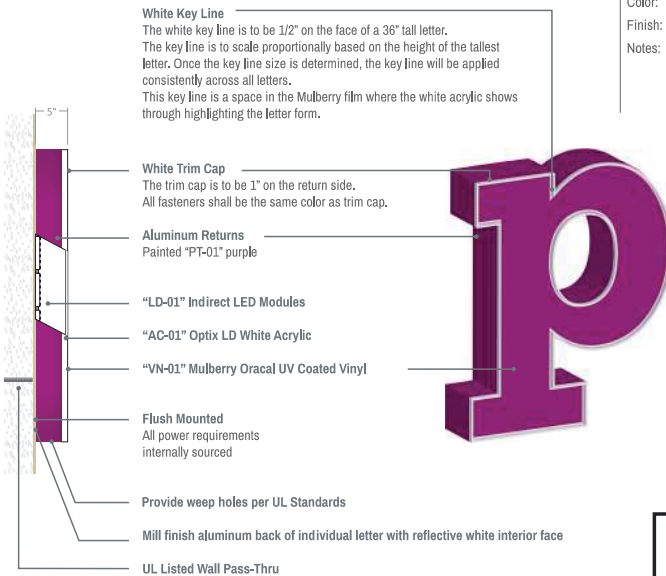 White Key Line
The white key line is to be 1/2" on the face of a 36" tall letter.
The key line is to scale proportionally based on the height of the tallest
letter. Once the key line size is determined, the key line will be applied
consistently across all letters.
This key line is a space in the Mulberry film where the white acrylic shows
through highlighting the letter form.
Color:
Finish:
Notes:
5"
White Trim Cap
The trim cap is to be 1" on the return side.
All fasteners shall be the same color as trim cap.
Aluminum Returns
Painted "PT-01" purple
"LD-01" Indirect LED Modules
"AC-01" Optix LD White Acrylic
"VN-01" Mulberry Oracal UV Coated Vinyl
Flush Mounted
All power requirements
internally sourced
Provide weep holes per UL Standards
Mill finish aluminum back of individual letter with reflective white interior face
UL Listed Wall Pass-Thru
p